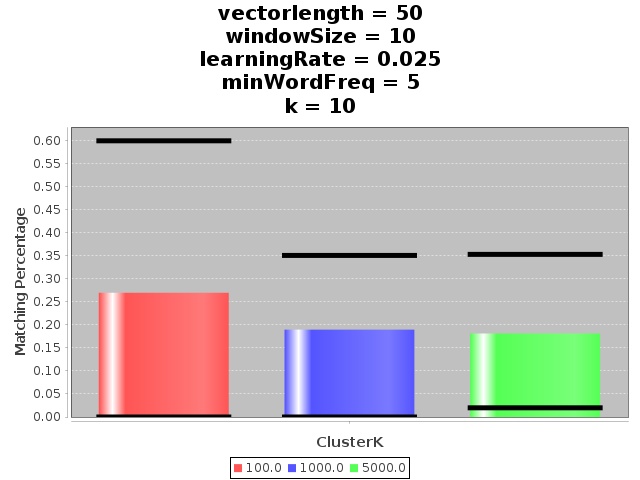 vectorlength = 50
windowSize = 10
learningRate = 0.025
minWordFreq = 5
k = 10
Matching Percentage
0.60
0.55
0.50
0.45
0.40
0.35
0.30
0.25
0.20
0.15
0.10
0.05
0.00
ClusterK
100.0 1000.0 5000.0